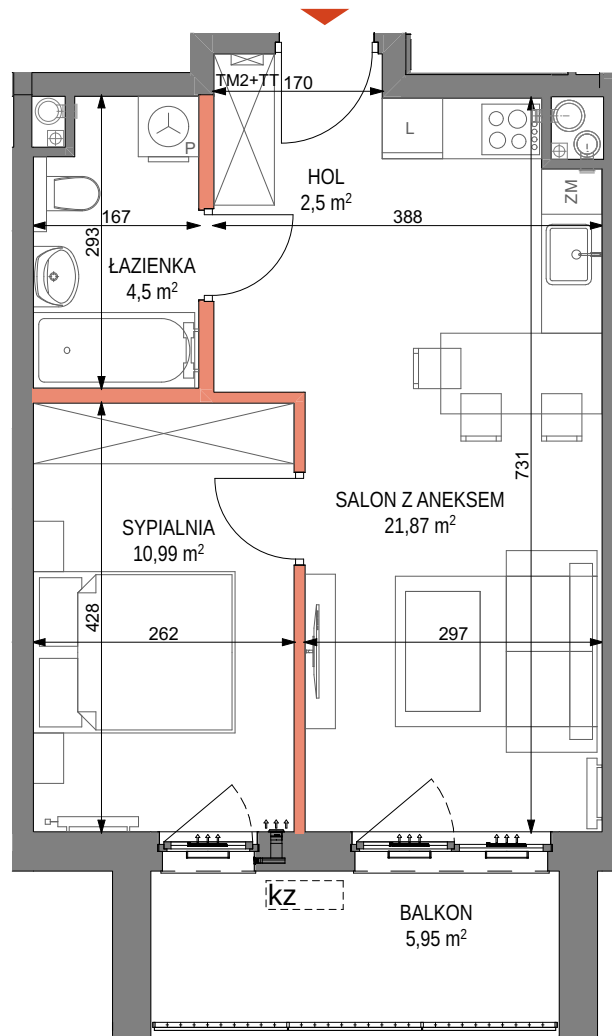 TM2+TT 170
L
P
HOL
2,5 m²
ZM
167
388
293
ŁAZIENKA
4,5 m²
731
SALON Z ANEKSEM
21,87 m²
SYPIALNIA
10,99 m²
428
262
297
kz
BALKON
5,95 m²